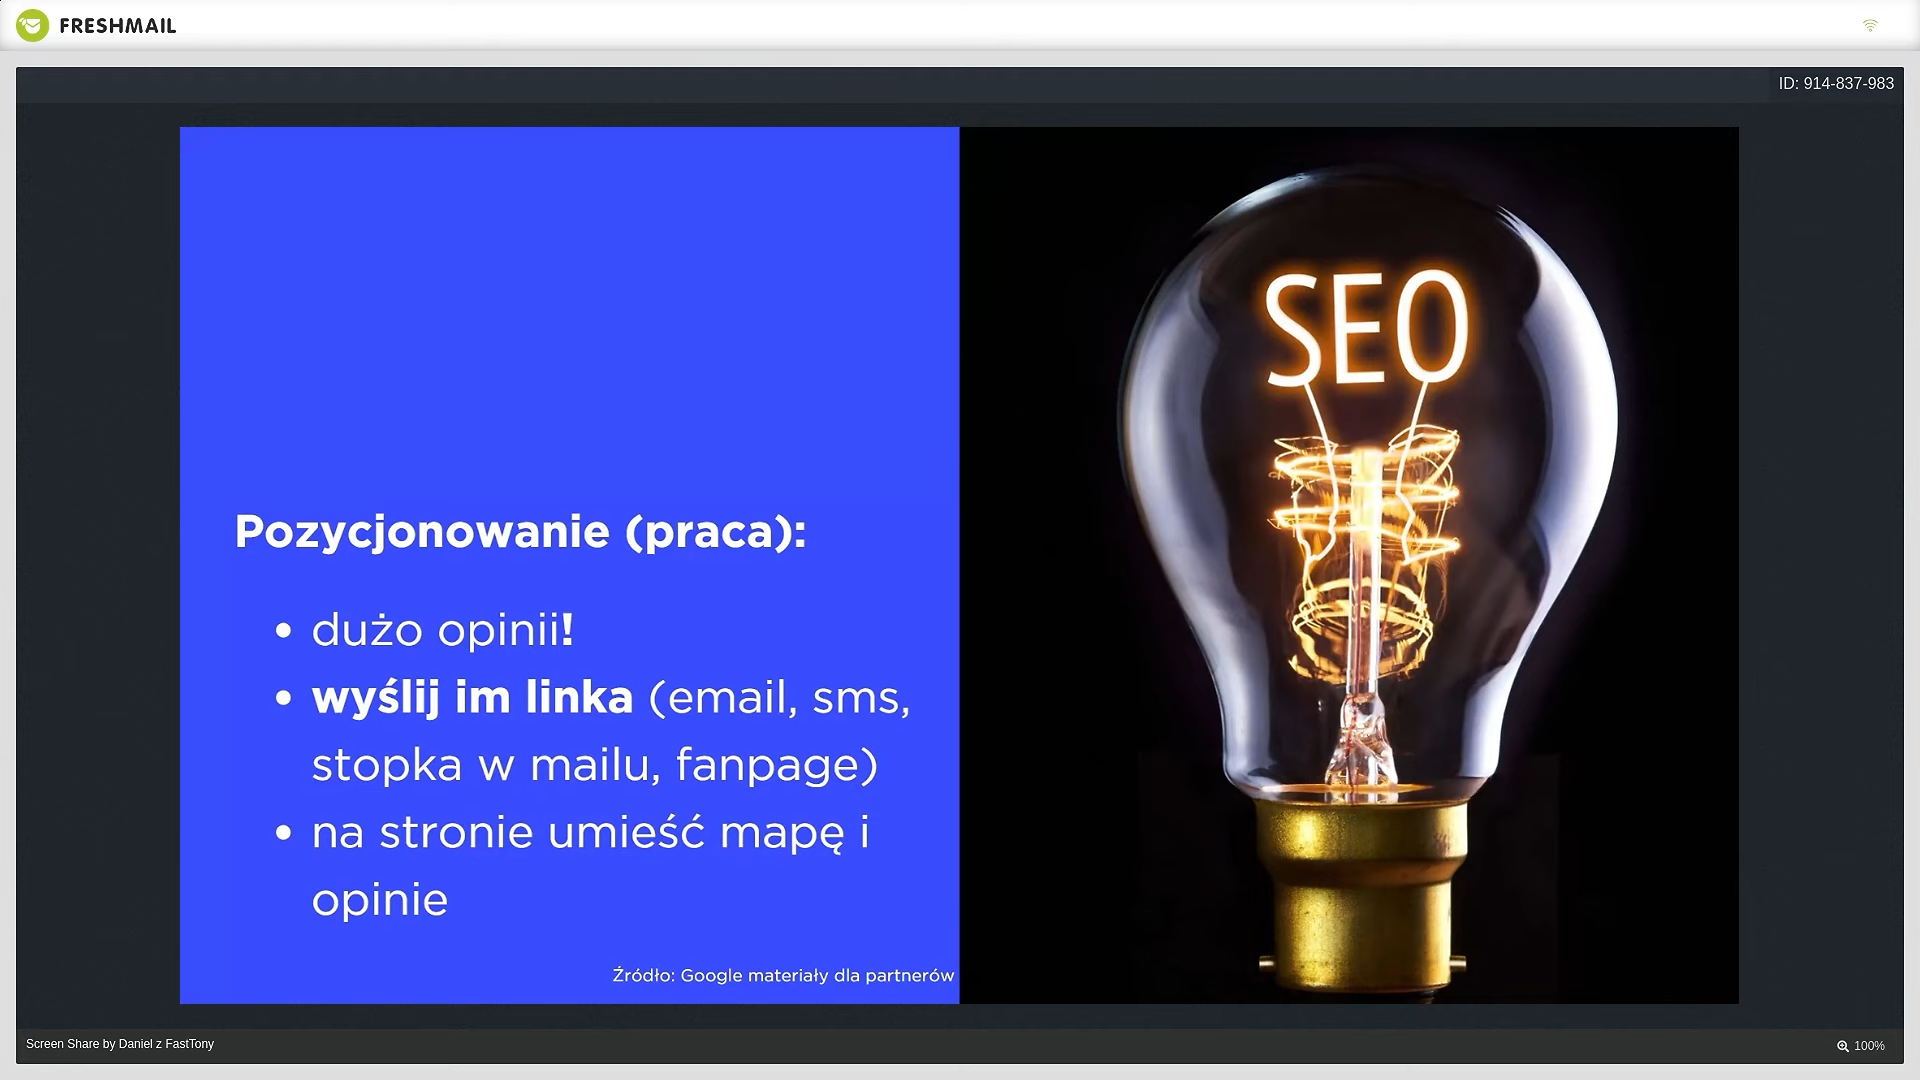 FRESHMAIL
ID: 914-837-983
SEO
Pozycjonowanie (praca):
• dużo opinii!
• wyślij im linka (email, sms,
stopka w mailu, fanpage)
• na stronie umieść mapę i
opinie
Źródło: Google materiały dla partnerów
Screen Share by Daniel z FastTony
100%